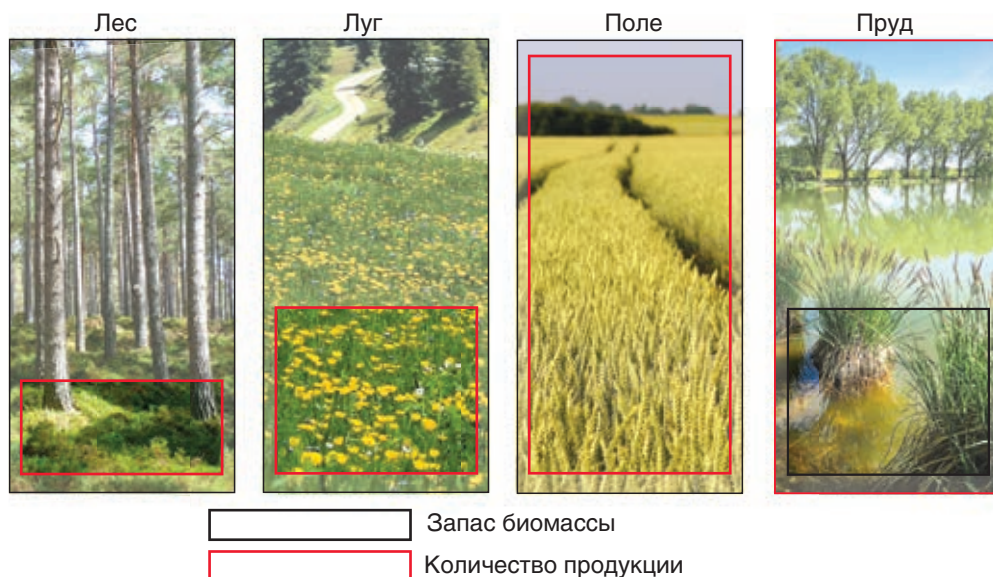 Лес
Луг
Поле
Пруд
Запас биомассы
Количество продукции